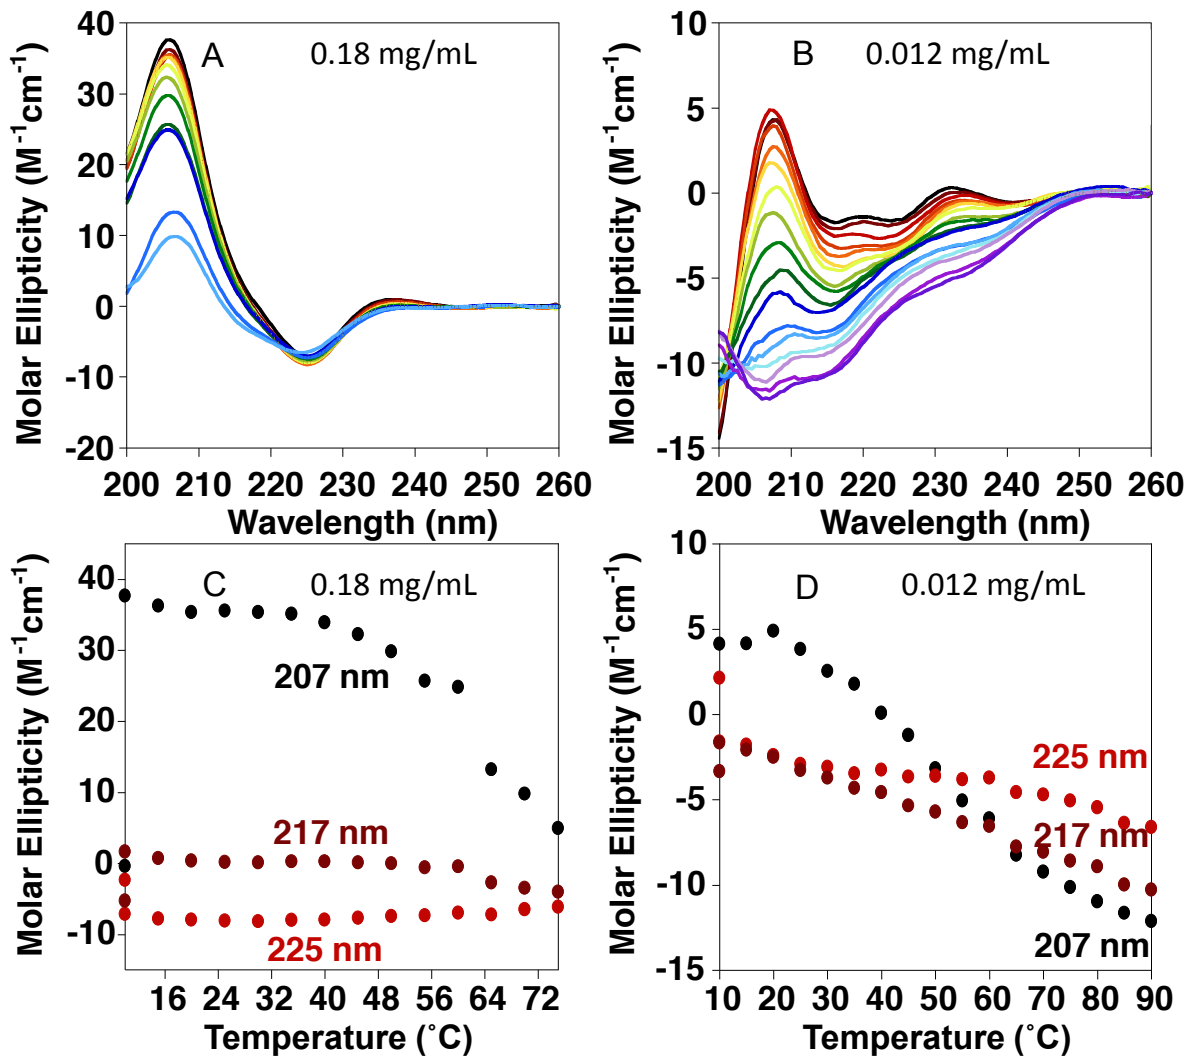 Molar Ellipticity (M⁻¹cm⁻¹)
40
30
20
10
0
-10
-20
A
0.18 mg/mL
200 210 220 230 240 250 260
Wavelength (nm)
Molar Ellipticity (M⁻¹cm⁻¹)
10
5
0
-5
-10
-15
B
0.012 mg/mL
200 210 220 230 240 250 260
Wavelength (nm)
Molar Ellipticity (M⁻¹cm⁻¹)
40
30
20
10
0
-10
C
0.18 mg/mL
207 nm
217 nm
225 nm
16 24 32 40 48 56 64 72
Temperature (˚C)
Molar Ellipticity (M⁻¹cm⁻¹)
10
5
0
-5
-10
-15
D
0.012 mg/mL
225 nm
217 nm
207 nm
10 20 30 40 50 60 70 80 90
Temperature (˚C)